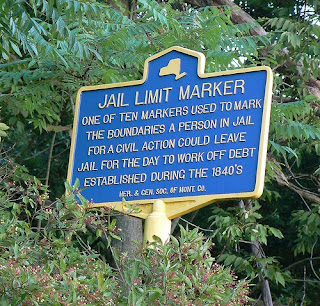 JAIL LIMIT MARKER
ONE OF TEN MARKERS USED TO MARK
THE BOUNDARIES A PERSON IN JAIL
FOR A CIVIL ACTION COULD LEAVE
JAIL FOR THE DAY TO WORK OFF DEBT
ESTABLISHED DURING THE 1840'S
HER. & GEN. SOC. OF MONT. CO.